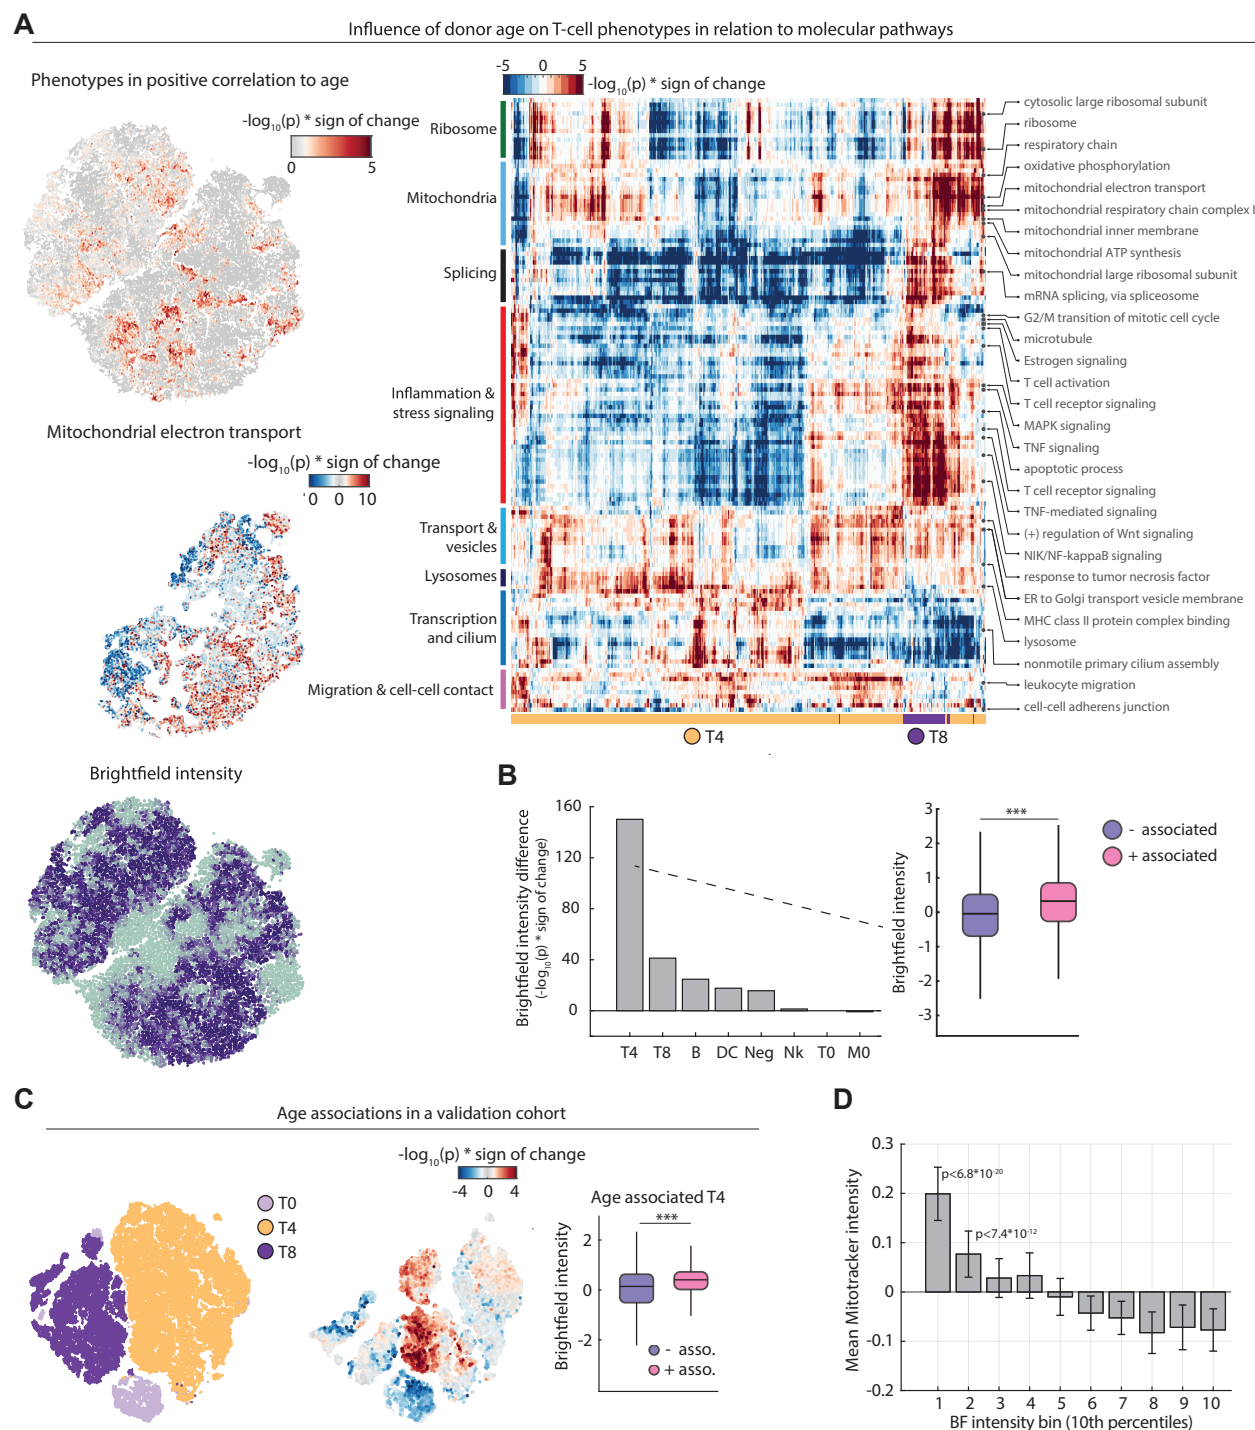 A
Influence of donor age on T-cell phenotypes in relation to molecular pathways
Phenotypes in positive correlation to age
-log10(p) * sign of change
0 5
Mitochondrial electron transport
-log10(p) * sign of change
' 0 0 10
Brightfield intensity
-5 0 5
-log10(p) * sign of change
Ribosome
Mitochondria
Splicing
Inflammation &
stress signaling
Transport &
vesicles
Lysosomes
Transcription
and cilium
Migration & cell-cell contact
cytosolic large ribosomal subunit
ribosome
respiratory chain
oxidative phosphorylation
mitochondrial electron transport
mitochondrial respiratory chain complex I
mitochondrial inner membrane
mitochondrial ATP synthesis
mitochondrial large ribosomal subunit
mRNA splicing, via spliceosome
G2/M transition of mitotic cell cycle
microtubule
Estrogen signaling
T cell activation
T cell receptor signaling
MAPK signaling
TNF signaling
apoptotic process
T cell receptor signaling
TNF-mediated signaling
(+) regulation of Wnt signaling
NIK/NF-kappaB signaling
response to tumor necrosis factor
ER to Golgi transport vesicle membrane
MHC class II protein complex binding
lysosome
nonmotile primary cilium assembly
leukocyte migration
cell-cell adherens junction
T4
T8
B
Brightfield intensity difference
(-log10(p) * sign of change)
160
120
80
40
0
T4 T8 B DC Neg Nk T0 M0
Brightfield intensity
3
2
1
0
-1
-2
-3
***
- associated
+ associated
C
Age associations in a validation cohort
T0
T4
T8
-log10(p) * sign of change
-4 0 4
Age associated T4
***
Brightfield intensity
2
0
-2
- asso.
+ asso.
D
Mean Mitotracker intensity
0.3
0.2
0.1
0
-0.1
-0.2
p<6.8*10-20
p<7.4*10-12
1 2 3 4 5 6 7 8 9 10
BF intensity bin (10th percentiles)